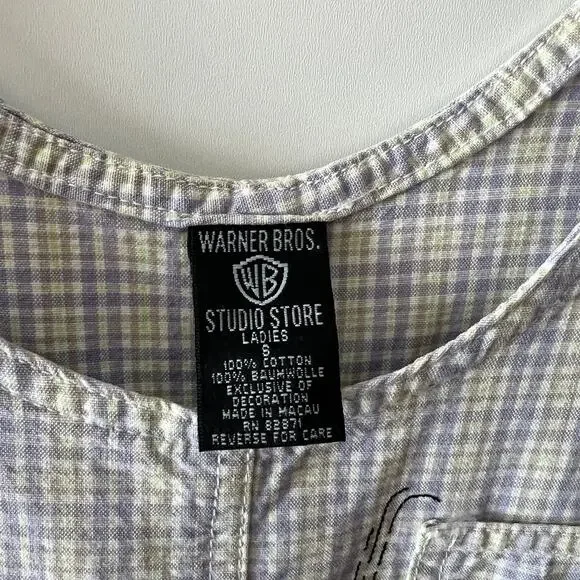 WARNER BROS.
WB
STUDIO STORE
LADIES
S
100% COTTON
100% BAUMWOLLE
EXCLUSIVE OF
DECORATION
MADE IN MACAU
RN 82871
REVERSE FOR CARE